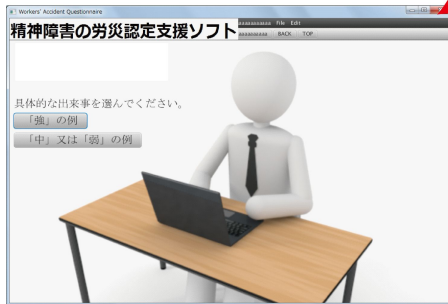 Workers' Accident Questionnaire
精神障害の労災認定支援ソフト
File Edit
BACK TOP
具体的な出来事を選んでください。
「強」の例
「中」又は「弱」の例